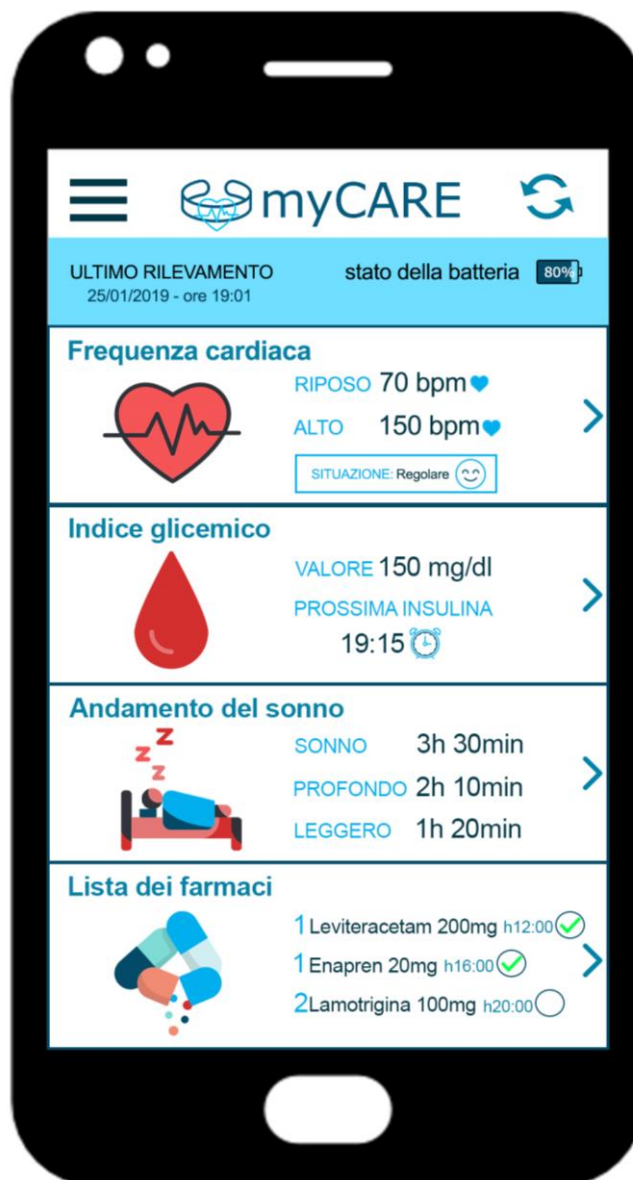 myCARE
ULTIMO RILEVAMENTO
25/01/2019 - ore 19:01
stato della batteria 80%
Frequenza cardiaca
RIPOSO 70 bpm
ALTO 150 bpm
SITUAZIONE: Regolare
Indice glicemico
VALORE 150 mg/dl
PROSSIMA INSULINA
19:15
Andamento del sonno
z z z
SONNO 3h 30min
PROFONDO 2h 10min
LEGGERO 1h 20min
Lista dei farmaci
1 Leviteracetam 200mg h12:00
1 Enapren 20mg h16:00
2 Lamotrigina 100mg h20:00